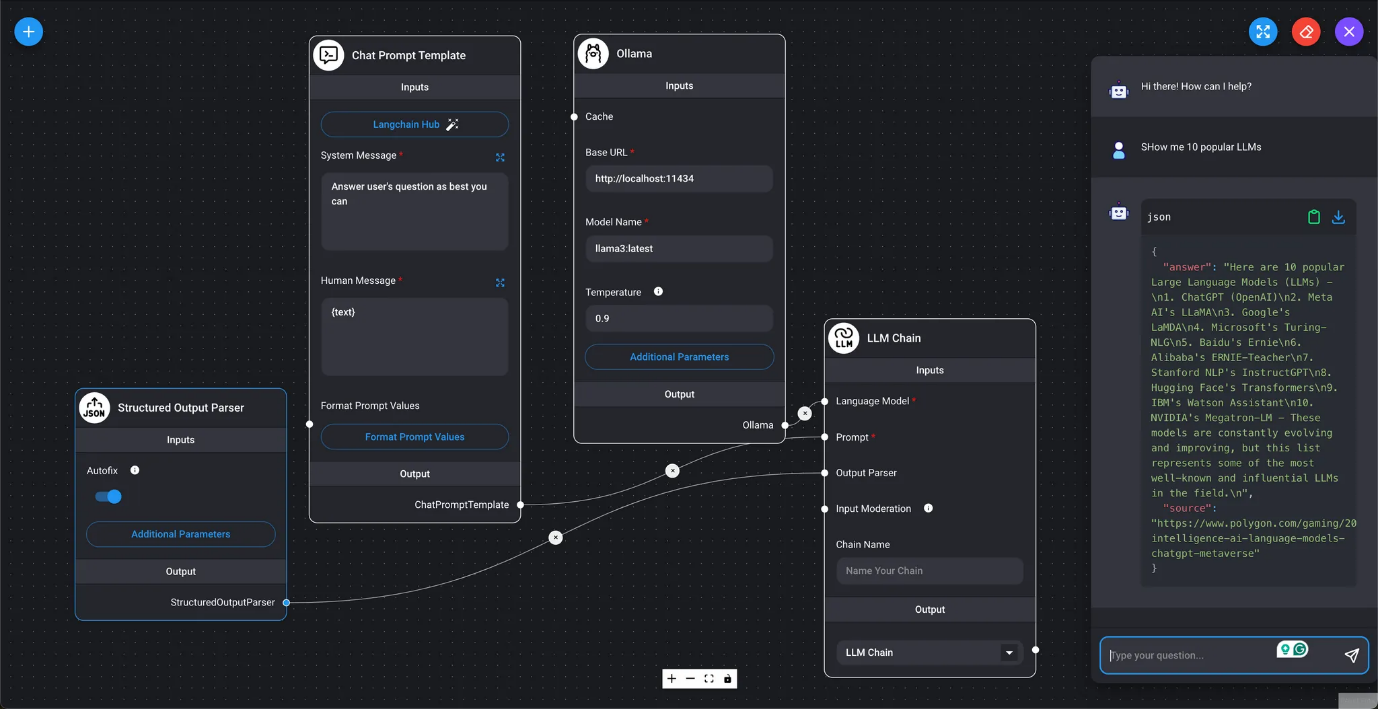 Chat Prompt Template
Inputs
Langchain Hub
System Message *
Answer user's question as best you
can
Human Message *
{text}
Format Prompt Values
Format Prompt Values
Output
ChatPromptTemplate
JSON
Structured Output Parser
Inputs
Autofix
Additional Parameters
Output
StructuredOutputParser
Ollama
Inputs
Cache
Base URL *
http://localhost:11434
Model Name *
llama3:latest
Temperature
0.9
Additional Parameters
Output
Ollama
LLM
LLM Chain
Inputs
Language Model *
Prompt *
Output Parser
Input Moderation
Chain Name
Name Your Chain
Output
LLM Chain
Hi there! How can I help?
SHow me 10 popular LLMs
json
{
"answer": "Here are 10 popular
Large Language Models (LLMs) -
\n1. ChatGPT (OpenAI)\n2. Meta
AI's LLaMA\n3. Google's
LaMDA\n4. Microsoft's Turing-
NLG\n5. Baidu's Ernie\n6.
Alibaba's ERNIE-Teacher\n7.
Stanford NLP's InstructGPT\n8.
Hugging Face's Transformers\n9.
IBM's Watson Assistant\n10.
NVIDIA's Megatron-LM - These
models are constantly evolving
and improving, but this list
represents some of the most
well-known and influential LLMs
in the field.\n",
"source":
"https://www.polygon.com/gaming/20
intelligence-ai-language-models-
chatgpt-metaverse"
}
Type your question...